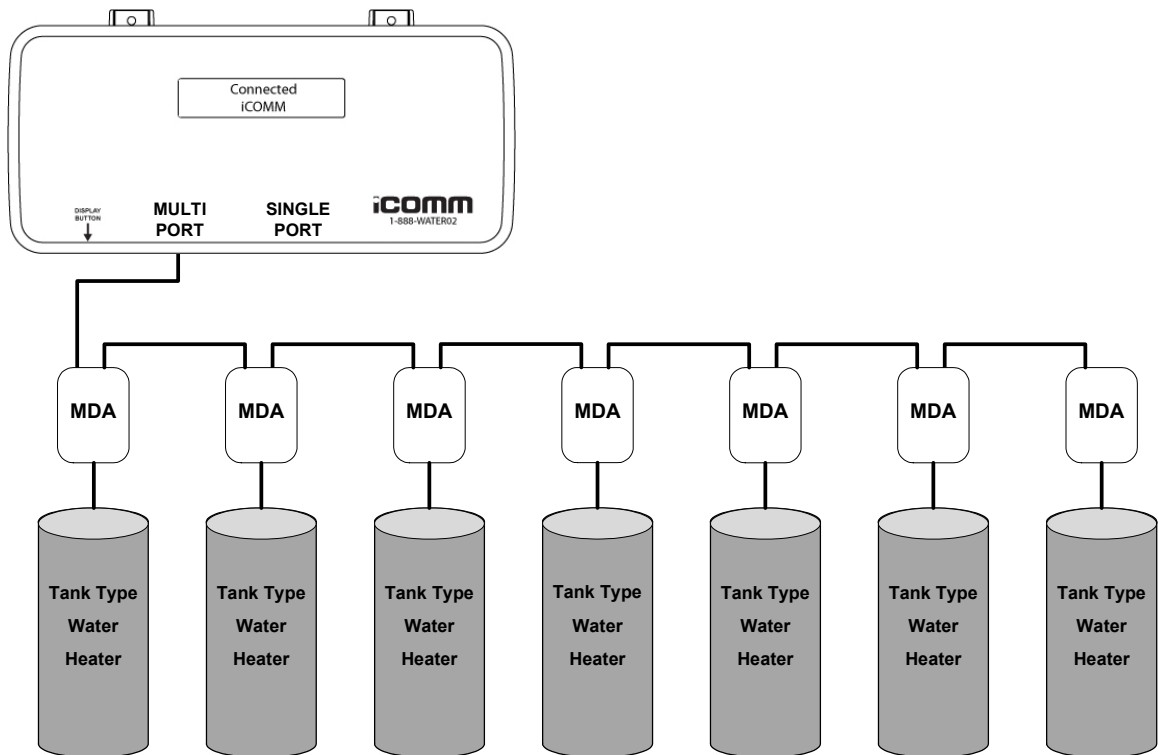 Connected
iCOMM
DISPLAY
BUTTON
MULTI
PORT
SINGLE
PORT
iCOMM
1-888-WATER02
MDA
MDA
MDA
MDA
MDA
MDA
MDA
Tank Type
Water
Heater
Tank Type
Water
Heater
Tank Type
Water
Heater
Tank Type
Water
Heater
Tank Type
Water
Heater
Tank Type
Water
Heater
Tank Type
Water
Heater